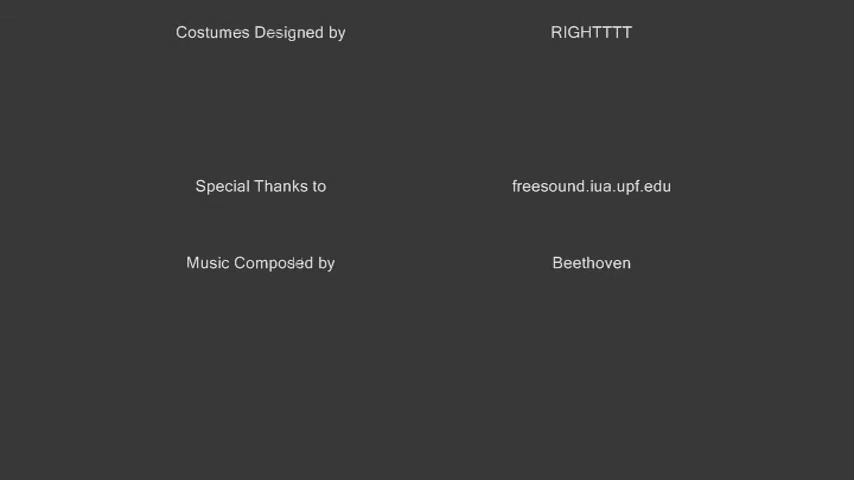 Costumes Designed by RIGHTTTT
Special Thanks to freesound.iua.upf.edu
Music Composed by Beethoven